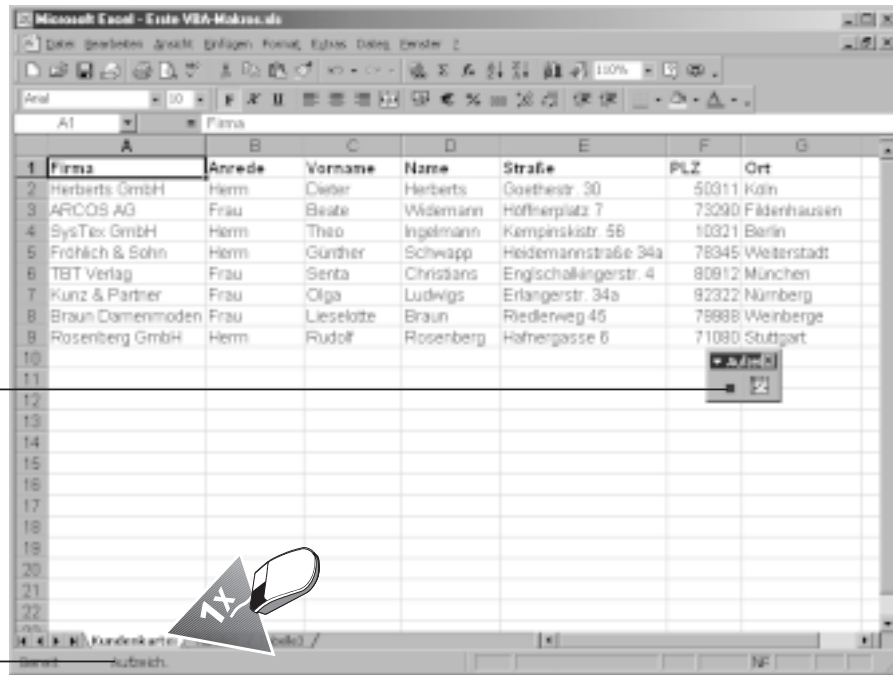 Microsoft Excel - Erste VBA-Makros.xls
Datei Bearbeiten Ansicht Einfügen Format Extras Daten Fenster ?
110%
Arial 10 F K U
A1 = Firma
A B C D E F G
1 Firma Anrede Vorname Name Straße PLZ Ort
2 Herberts GmbH Herrn Dieter Herberts Goethestr. 30 50311 Köln
3 ARCOS AG Frau Beate Widemann Höffnerplatz 7 73290 Fildenhausen
4 SysTex GmbH Herrn Theo Ingelmann Kempinskistr. 56 10321 Berlin
5 Fröhlich & Sohn Herrn Günther Schwapp Heidemannstraße 34a 78345 Weiterstadt
6 TBT Verlag Frau Senta Christians Englschalkingerstr. 4 80912 München
7 Kunz & Partner Frau Olga Ludwigs Erlangerstr. 34a 92322 Nürnberg
8 Braun Damenmoden Frau Lieselotte Braun Riedlerweg 45 Weinberge
9 Rosenberg GmbH Herrn Rudolf Rosenberg Hafnergasse 6 71080 Stuttgart
10
11
12
13
14
15
16
17
18
19
20
21
22
1x
Kundenkartei
Bereit Aufzeich. NF